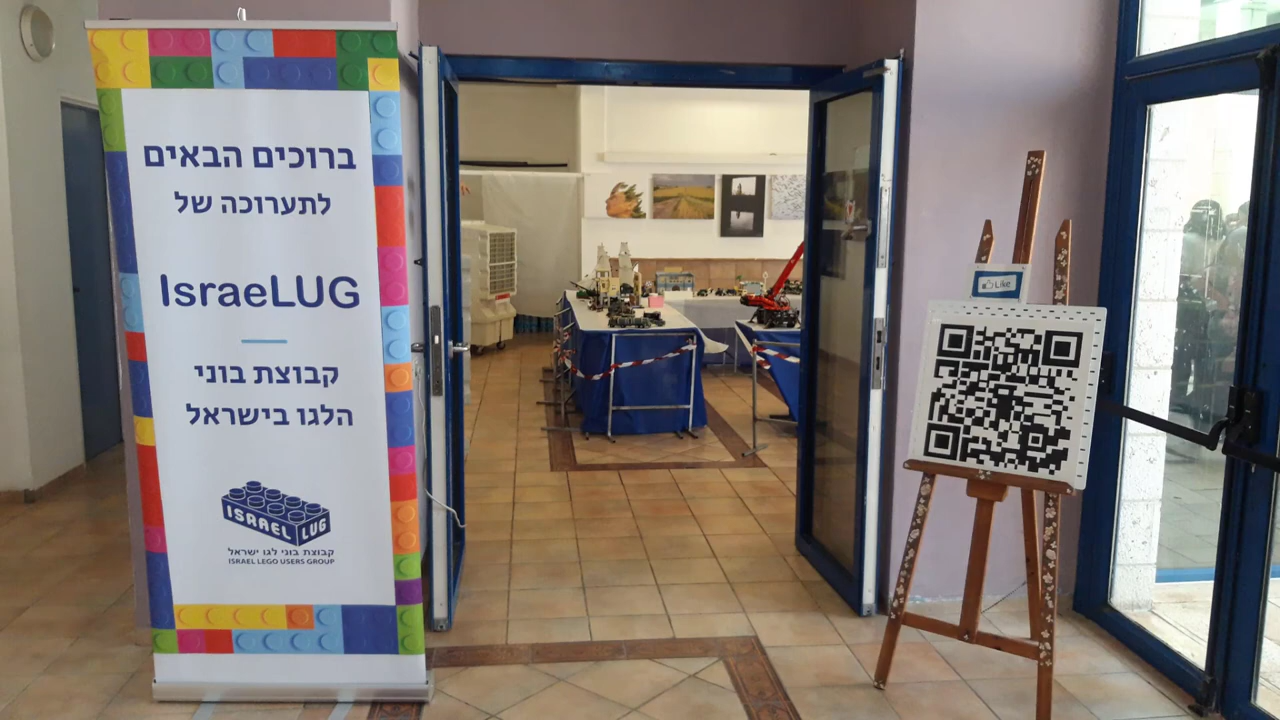 ברוכים הבאים
לתערוכה של
IsraeLUG
קבוצת בוני
הלגו בישראל
ISRAEL LUG
קבוצת בוני לגו ישראל
ISRAEL LEGO USERS GROUP
Like